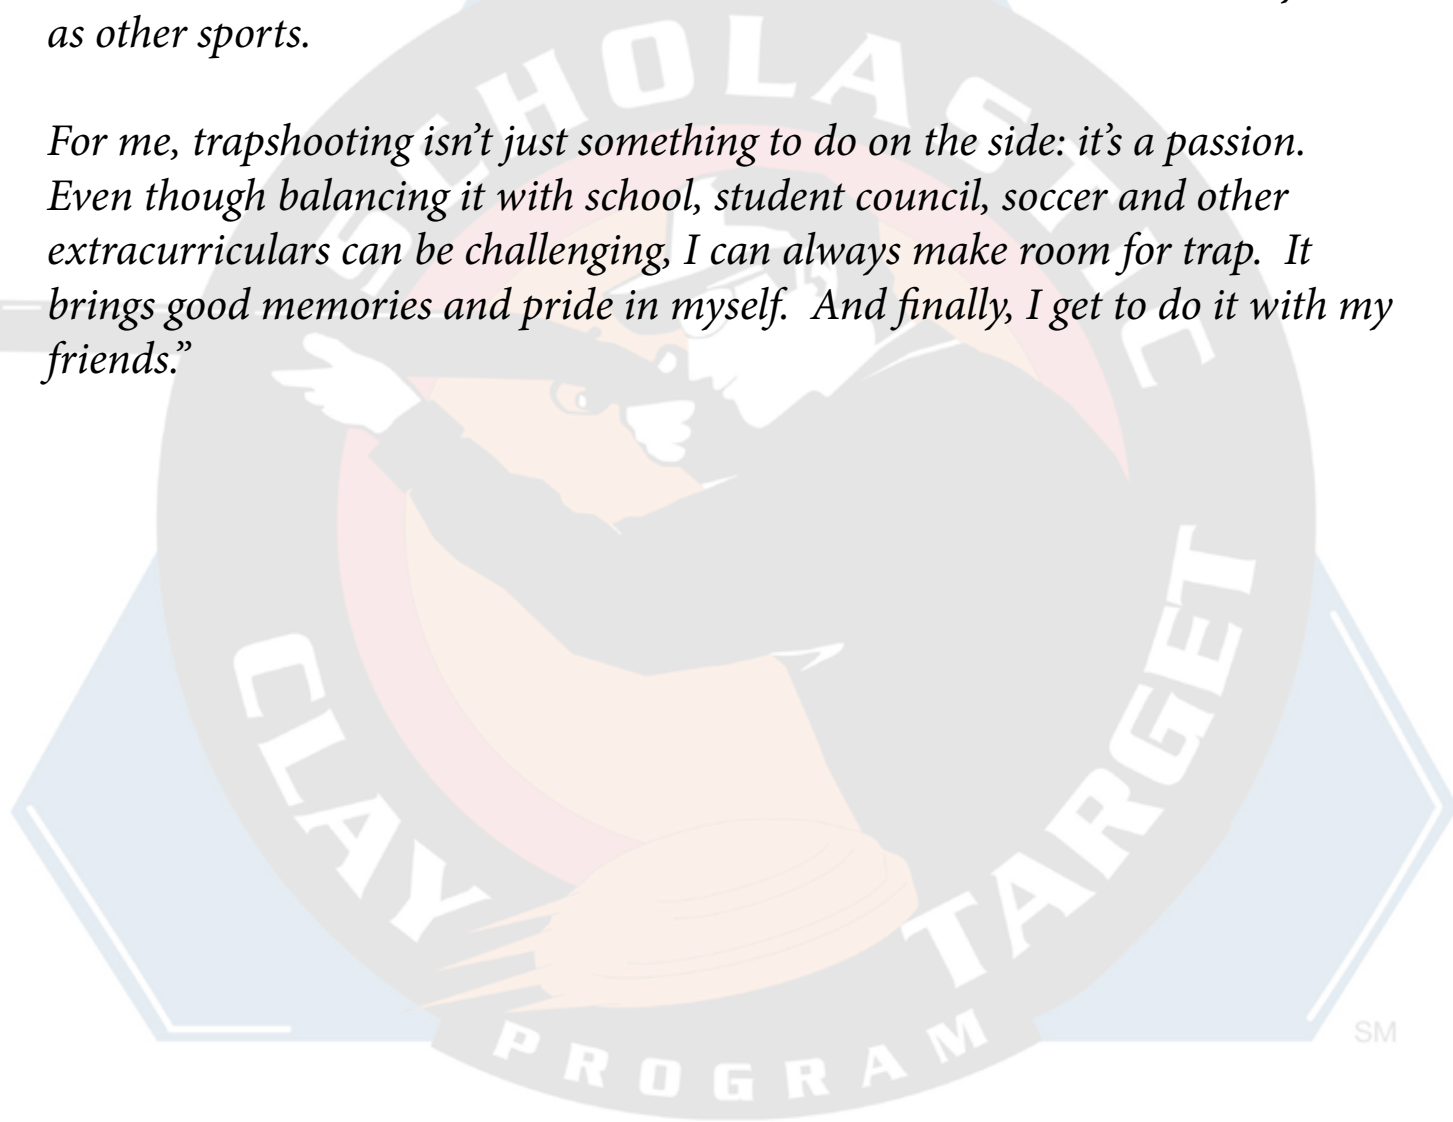 as other sports.
For me, trapshooting isn’t just something to do on the side: it’s a passion.
Even though balancing it with school, student council, soccer and other
extracurriculars can be challenging, I can always make room for trap.  It
brings good memories and pride in myself.  And finally, I get to do it with my
friends.”
SCHOLASTIC
CLAY
TARGET
PROGRAM
SM